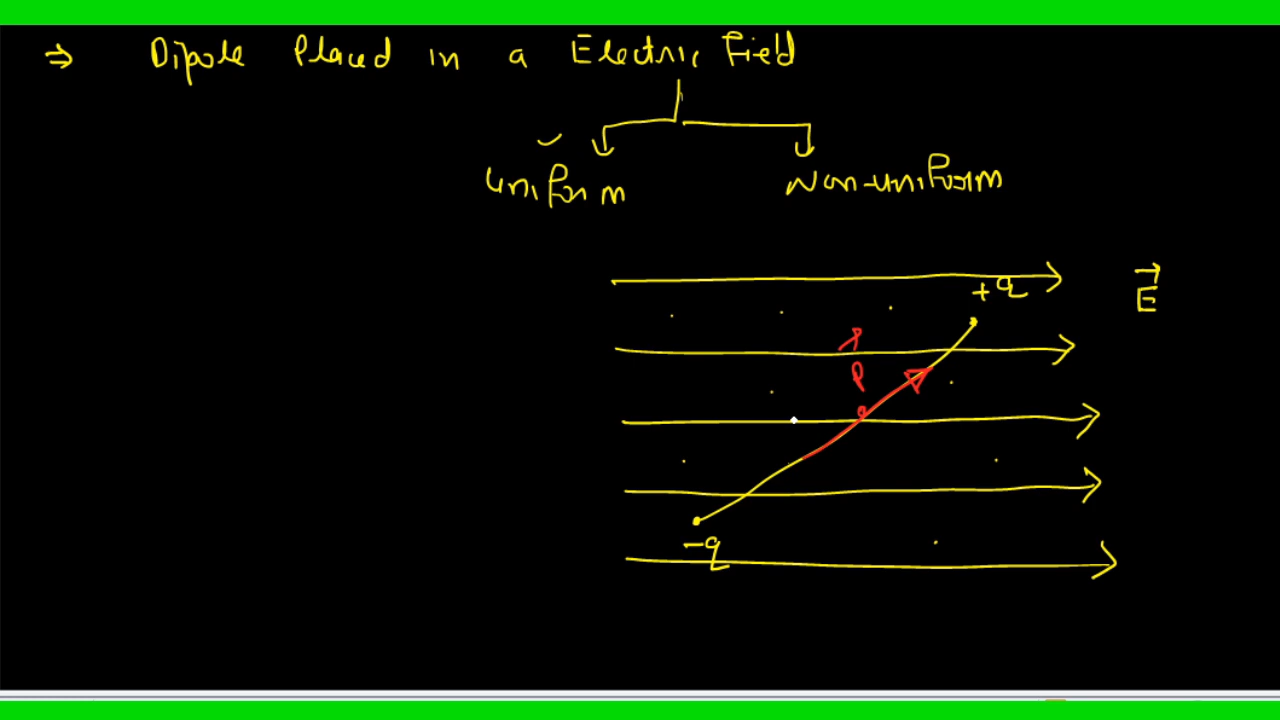 ⇒ Dipole Placed in a Electric Field
✓
Uniform Non-uniform
+q
E⃗
P
-q